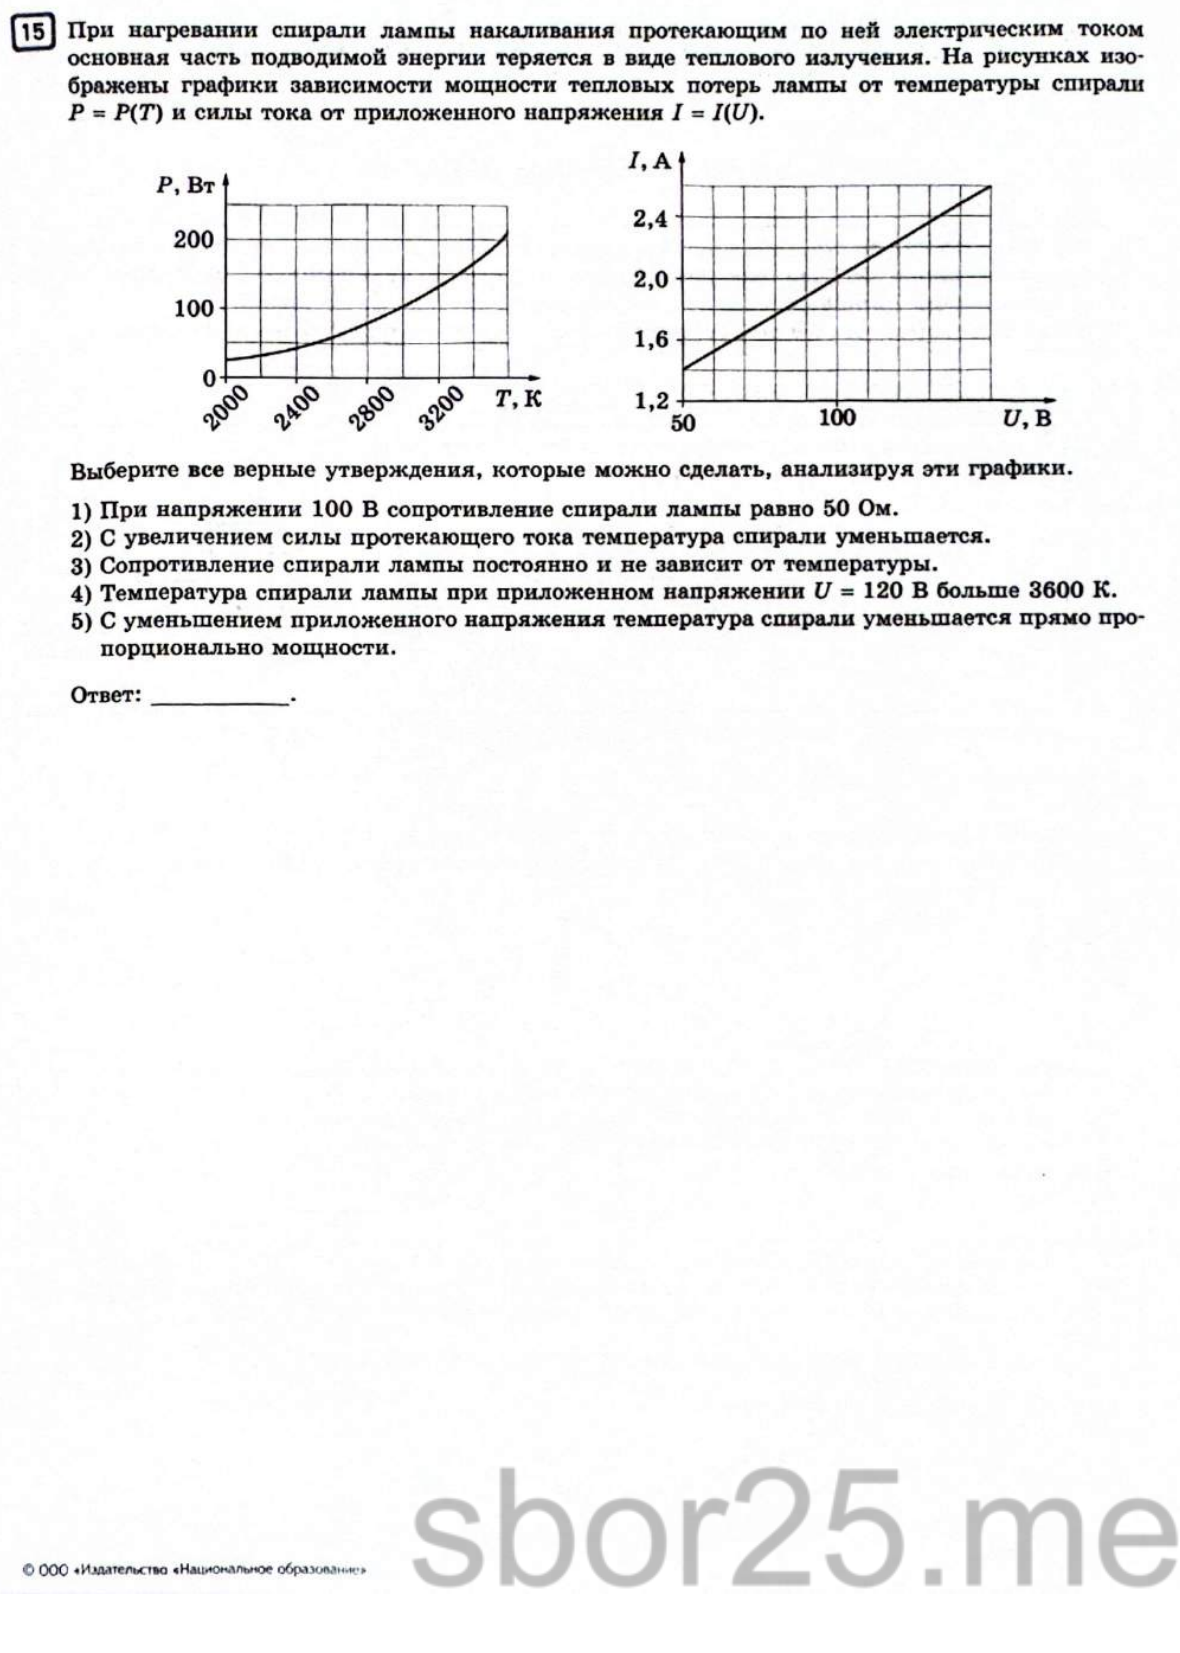 15 При нагревании спирали лампы накаливания протекающим по ней электрическим током
основная часть подводимой энергии теряется в виде теплового излучения. На рисунках изо-
бражены графики зависимости мощности тепловых потерь лампы от температуры спирали
P = P(T) и силы тока от приложенного напряжения I = I(U).
P, Вт
200
100
0
2000 2400 2800 3200 T, К
I, А
2,4
2,0
1,6
1,2
50 100 U, В
Выберите все верные утверждения, которые можно сделать, анализируя эти графики.
1) При напряжении 100 В сопротивление спирали лампы равно 50 Ом.
2) С увеличением силы протекающего тока температура спирали уменьшается.
3) Сопротивление спирали лампы постоянно и не зависит от температуры.
4) Температура спирали лампы при приложенном напряжении U = 120 В больше 3600 К.
5) С уменьшением приложенного напряжения температура спирали уменьшается прямо про-
порционально мощности.
Ответ: ____________.
sbor25.me
© ООО «Издательство «Национальное образование»